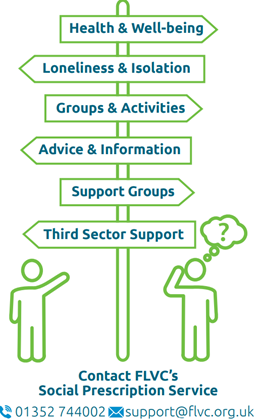 Health & Well-being
Loneliness & Isolation
Groups & Activities
Advice & Information
Support Groups
Third Sector Support
?
Contact FLVC's
Social Prescription Service
01352 744002 support@flvc.org.uk